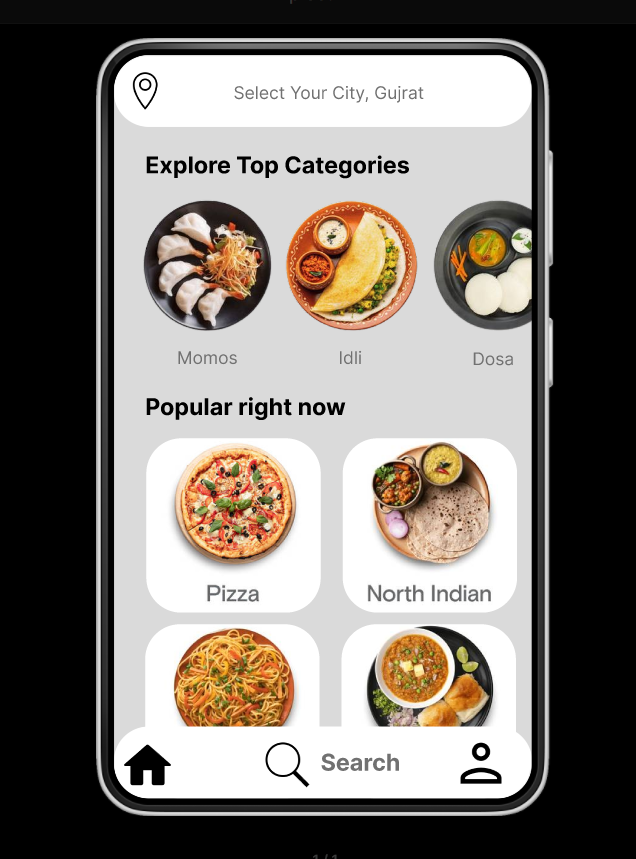 Select Your City, Gujrat
Explore Top Categories
Momos
Idli
Dosa
Popular right now
Pizza
North Indian
Search